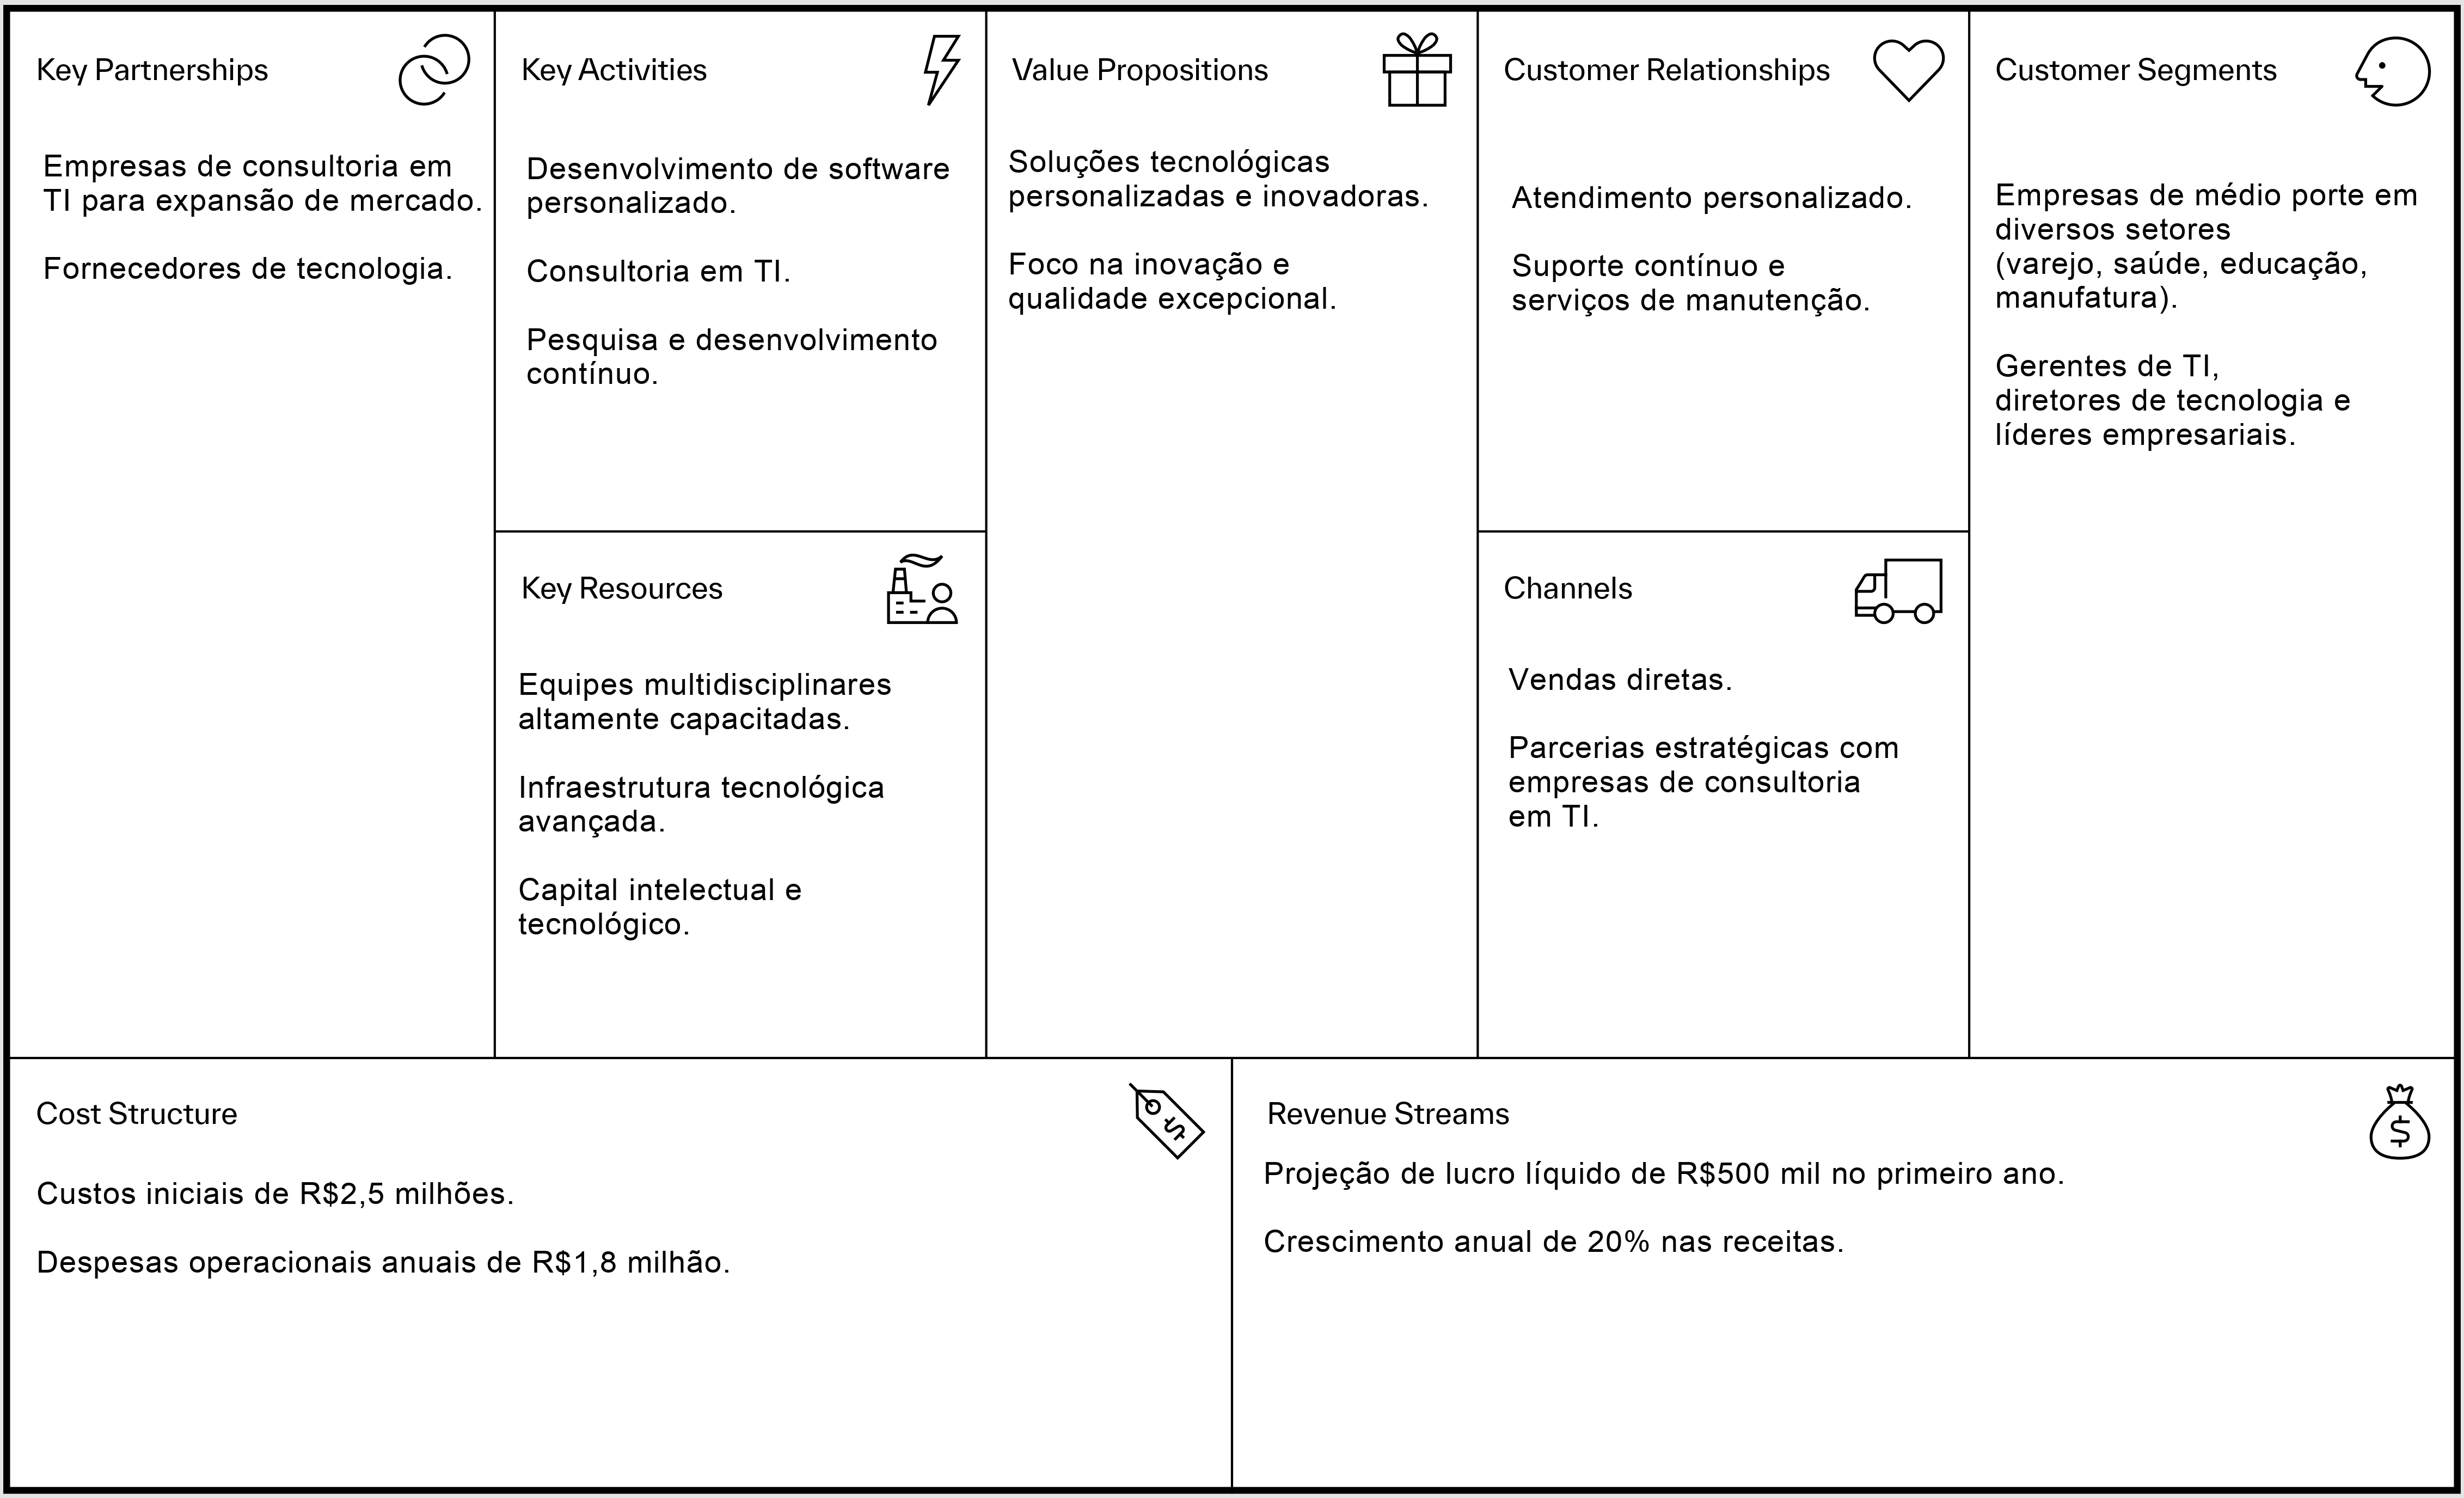 Key Partnerships
Empresas de consultoria em
TI para expansão de mercado.
Fornecedores de tecnologia.
Key Activities
Desenvolvimento de software
personalizado.
Consultoria em TI.
Pesquisa e desenvolvimento
contínuo.
Key Resources
Equipes multidisciplinares
altamente capacitadas.
Infraestrutura tecnológica
avançada.
Capital intelectual e
tecnológico.
Value Propositions
Soluções tecnológicas
personalizadas e inovadoras.
Foco na inovação e
qualidade excepcional.
Customer Relationships
Atendimento personalizado.
Suporte contínuo e
serviços de manutenção.
Channels
Vendas diretas.
Parcerias estratégicas com
empresas de consultoria
em TI.
Customer Segments
Empresas de médio porte em
diversos setores
(varejo, saúde, educação,
manufatura).
Gerentes de TI,
diretores de tecnologia e
líderes empresariais.
Cost Structure
$
Custos iniciais de R$2,5 milhões.
Despesas operacionais anuais de R$1,8 milhão.
Revenue Streams
$
Projeção de lucro líquido de R$500 mil no primeiro ano.
Crescimento anual de 20% nas receitas.